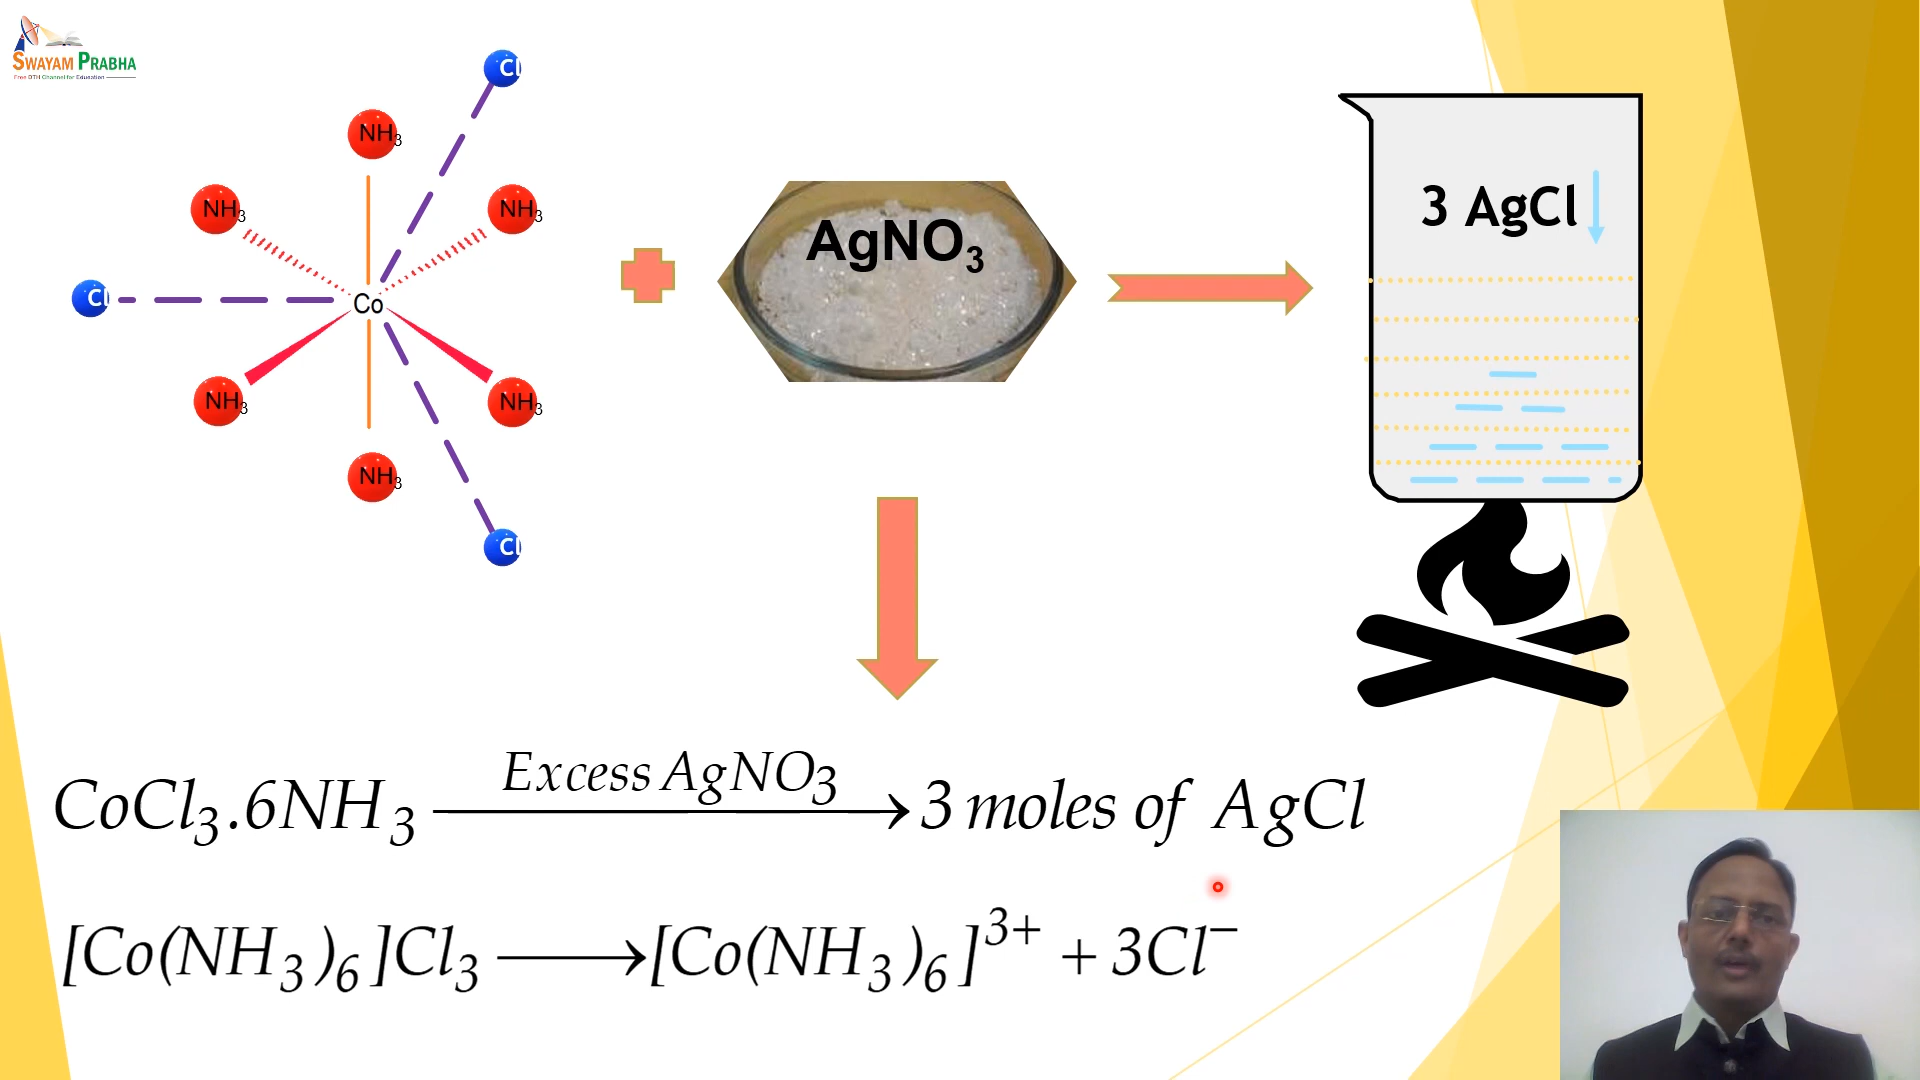 SWAYAM PRABHA
Free DTH Channel for Education
Cl
NH3
NH3
NH3
Cl
Co
NH3
NH3
NH3
Cl
AgNO3
3 AgCl
CoCl3.6NH3 Excess AgNO3 → 3 moles of AgCl
[Co(NH3)6]Cl3 → [Co(NH3)6]3+ + 3Cl−